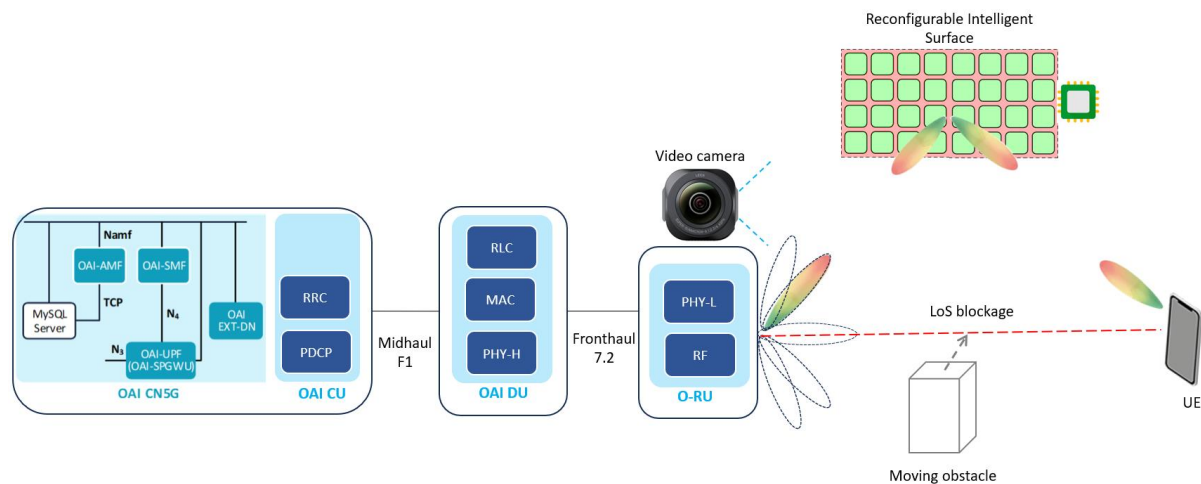 Reconfigurable Intelligent
Surface
Video camera
Namf
OAI-AMF
OAI-SMF
TCP
MySQL
Server
N4
OAI
EXT-DN
N3
OAI-UPF
(OAI-SPGWU)
OAI CN5G
RRC
PDCP
OAI CU
Midhaul
F1
RLC
MAC
PHY-H
OAI DU
Fronthaul
7.2
PHY-L
RF
O-RU
LoS blockage
Moving obstacle
UE